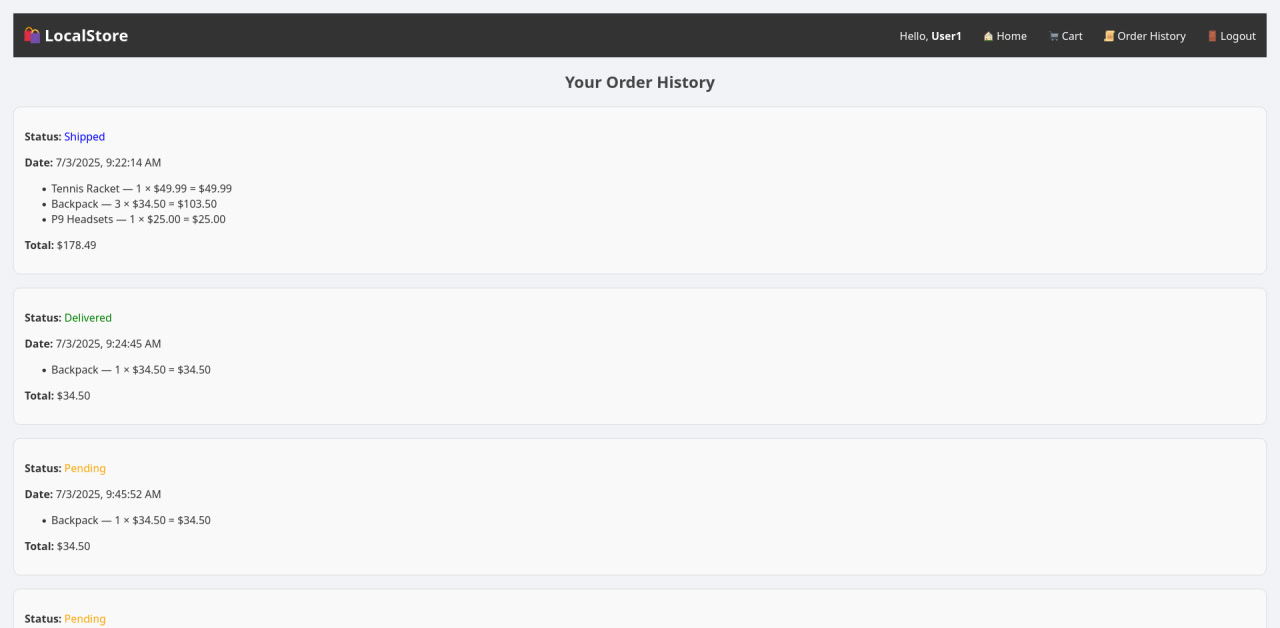 LocalStore
Hello, User1 Home Cart Order History Logout
Your Order History
Status: Shipped
Date: 7/3/2025, 9:22:14 AM
• Tennis Racket — 1 × $49.99 = $49.99
• Backpack — 3 × $34.50 = $103.50
• P9 Headsets — 1 × $25.00 = $25.00
Total: $178.49
Status: Delivered
Date: 7/3/2025, 9:24:45 AM
• Backpack — 1 × $34.50 = $34.50
Total: $34.50
Status: Pending
Date: 7/3/2025, 9:45:52 AM
• Backpack — 1 × $34.50 = $34.50
Total: $34.50
Status: Pending